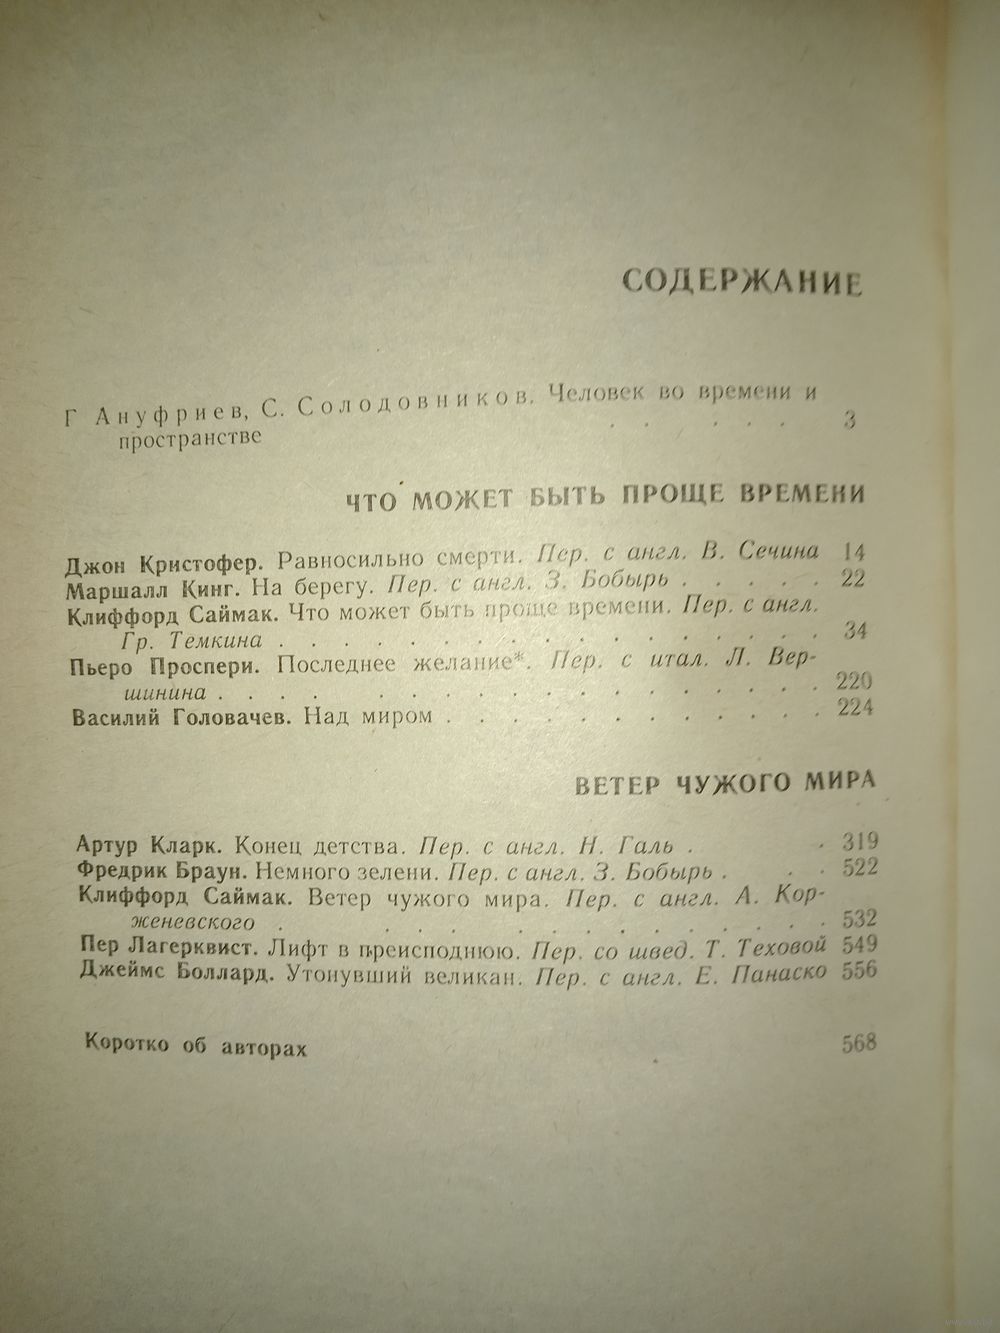 СОДЕРЖАНИЕ
Г Ануфриев, С. Солодовников. Человек во времени и
пространстве . . . . . . 3
ЧТО МОЖЕТ БЫТЬ ПРОЩЕ ВРЕМЕНИ
Джон Кристофер. Равносильно смерти. Пер. с англ. В. Сечина 14
Маршалл Кинг. На берегу. Пер. с англ. З. Бобырь . . . . . 22
Клиффорд Саймак. Что может быть проще времени. Пер. с англ.
Гр. Темкина . . . . . . . . . . . . . . . . . 34
Пьеро Проспери. Последнее желание*. Пер. с итал. Л. Вер-
шинина . . . . . . . . . . . . . . . . . 220
Василий Головачев. Над миром . . . . . . . . . . . . 224
ВЕТЕР ЧУЖОГО МИРА
Артур Кларк. Конец детства. Пер. с англ. Н. Галь . . 319
Фредрик Браун. Немного зелени. Пер. с англ. З. Бобырь . . . 522
Клиффорд Саймак. Ветер чужого мира. Пер. с англ. А. Кор-
женевского . . . . . . . . . . . . . . 532
Пер Лагерквист. Лифт в преисподнюю. Пер. со швед. Т. Теховой 549
Джеймс Боллард. Утонувший великан. Пер. с англ. Е. Панаско 556
Коротко об авторах 568